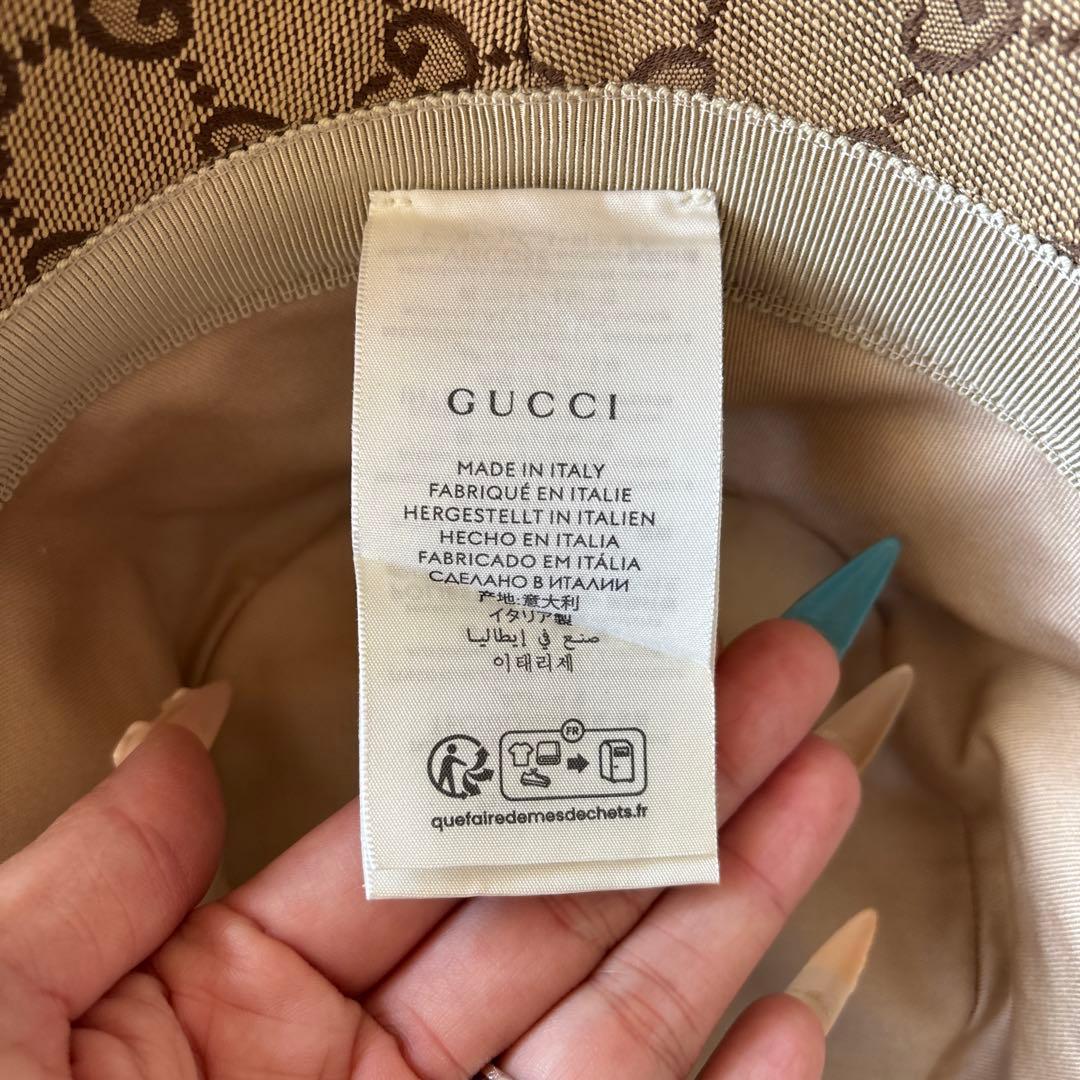 GUCCI
MADE IN ITALY
FABRIQUÉ EN ITALIE
HERGESTELLT IN ITALIEN
HECHO EN ITALIA
FABRICADO EM ITÁLIA
СДЕЛАНО В ИТАЛИИ
产地:意大利
イタリア製
صنع في إيطاليا
이태리제
FR
quefairedemesdechets.fr